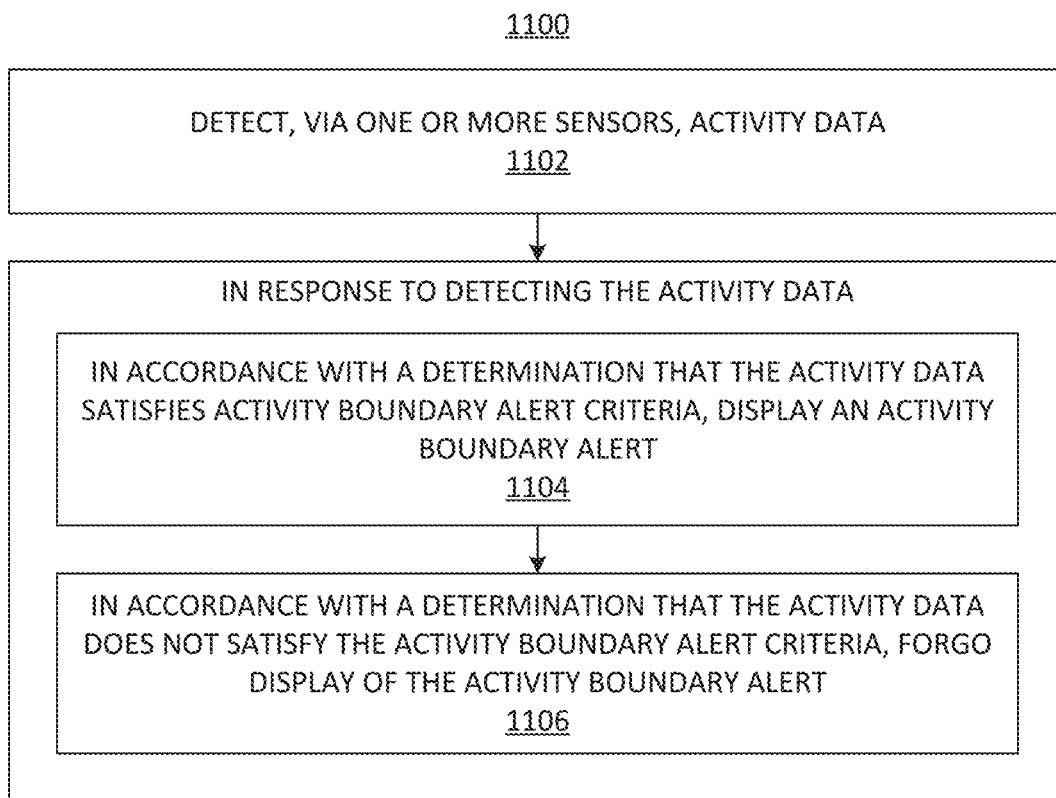 1100
DETECT, VIA ONE OR MORE SENSORS, ACTIVITY DATA
1102
IN RESPONSE TO DETECTING THE ACTIVITY DATA
IN ACCORDANCE WITH A DETERMINATION THAT THE ACTIVITY DATA
SATISFIES ACTIVITY BOUNDARY ALERT CRITERIA, DISPLAY AN ACTIVITY
BOUNDARY ALERT
1104
IN ACCORDANCE WITH A DETERMINATION THAT THE ACTIVITY DATA
DOES NOT SATISFY THE ACTIVITY BOUNDARY ALERT CRITERIA, FORGO
DISPLAY OF THE ACTIVITY BOUNDARY ALERT
1106